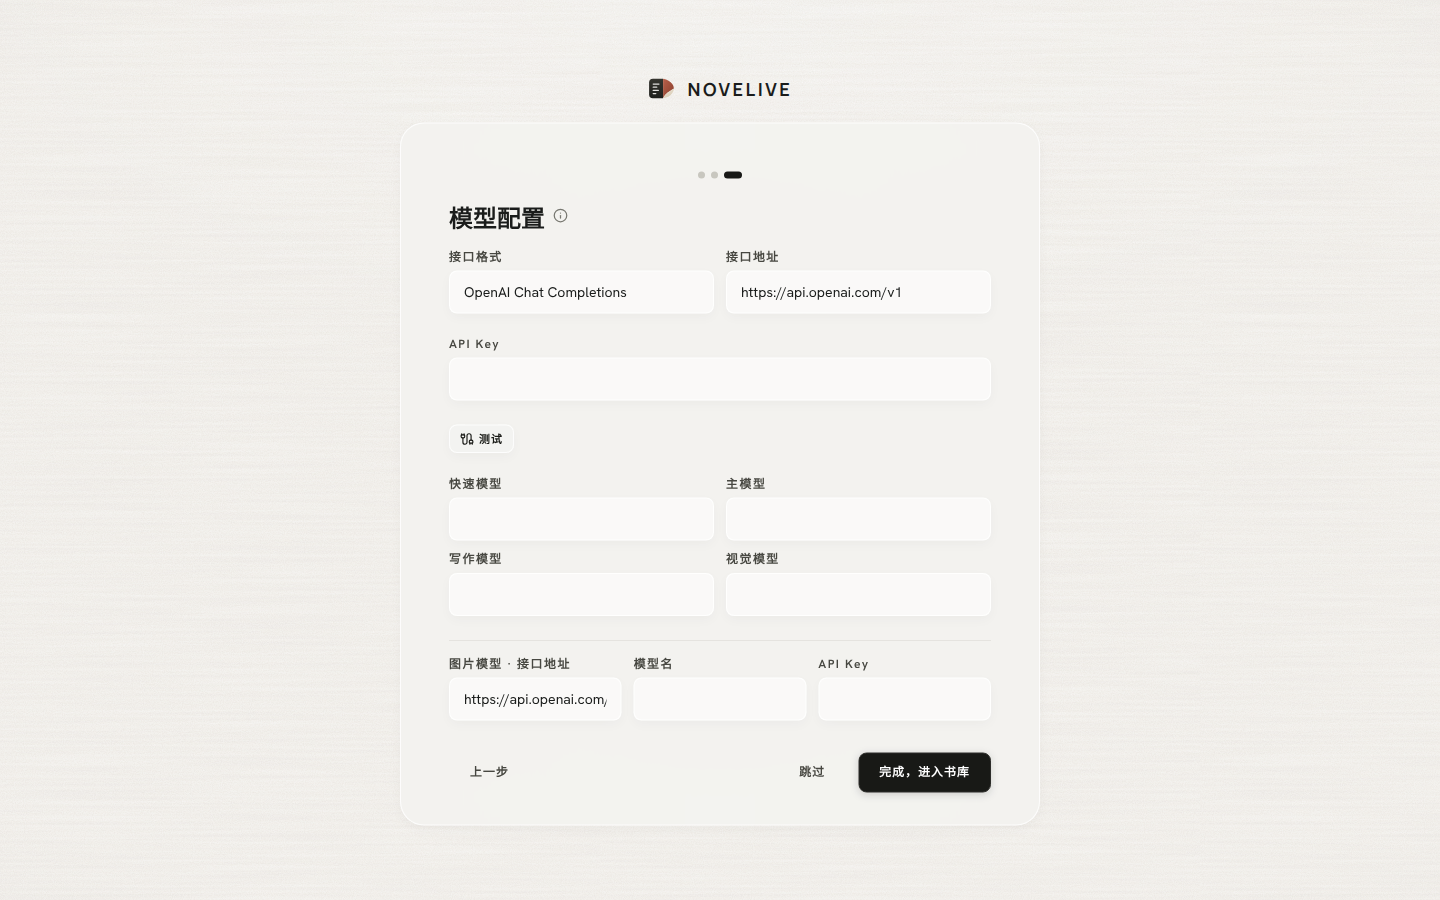 NOVELIVE
模型配置
接口格式
接口地址
OpenAI Chat Completions
https://api.openai.com/v1
API Key
测试
快速模型
主模型
写作模型
视觉模型
图片模型 · 接口地址
模型名
API Key
https://api.openai.com/
上一步
跳过
完成，进入书库